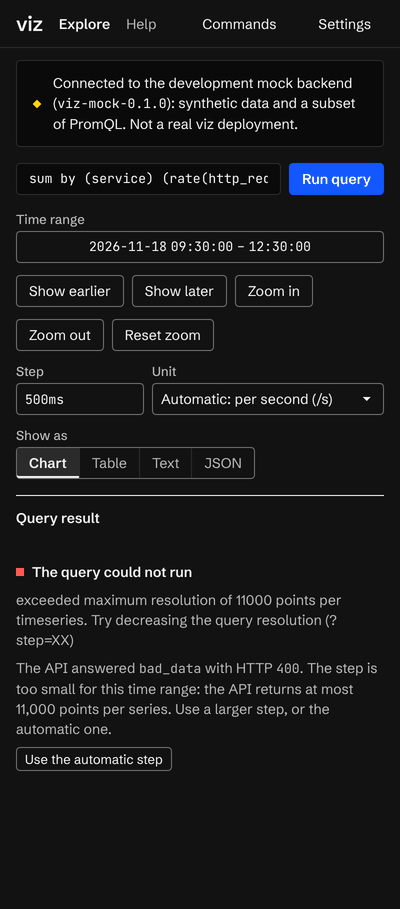 viz Explore Help Commands Settings
Connected to the development mock backend
(viz-mock-0.1.0): synthetic data and a subset
of PromQL. Not a real viz deployment.
sum by (service) (rate(http_rec Run query
Time range
2026-11-18 09:30:00 – 12:30:00
Show earlier Show later Zoom in
Zoom out Reset zoom
Step Unit
500ms Automatic: per second (/s)
Show as
Chart Table Text JSON
Query result
The query could not run
exceeded maximum resolution of 11000 points per
timeseries. Try decreasing the query resolution (?
step=XX)
The API answered bad_data with HTTP 400. The step is
too small for this time range: the API returns at most
11,000 points per series. Use a larger step, or the
automatic one.
Use the automatic step